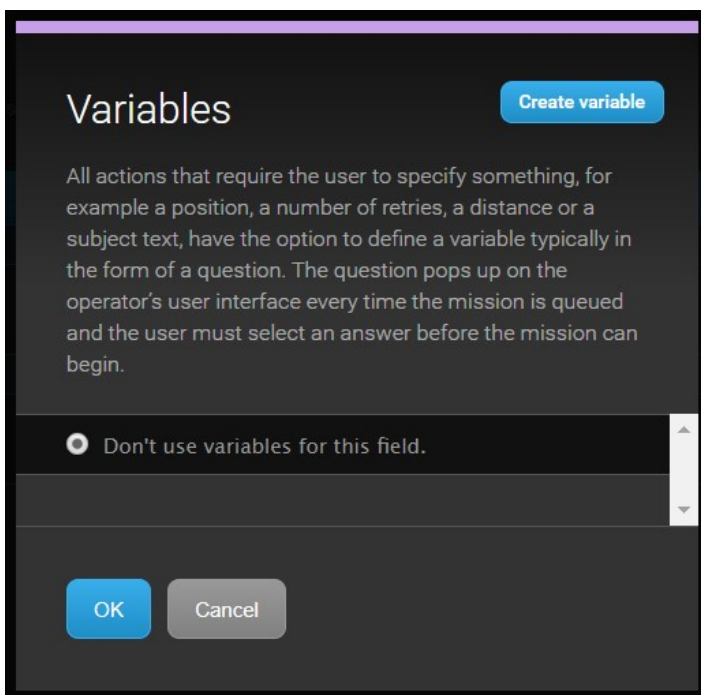 Variables
Create variable
All actions that require the user to specify something, for
example a position, a number of retries, a distance or a
subject text, have the option to define a variable typically in
the form of a question. The question pops up on the
operator’s user interface every time the mission is queued
and the user must select an answer before the mission can
begin.
Don't use variables for this field.
OK
Cancel